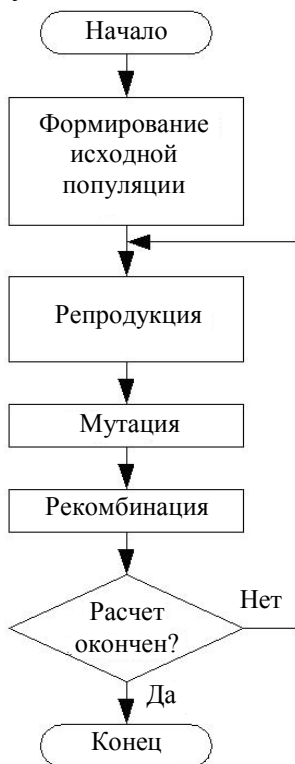 Начало
Формирование
исходной
популяции
Репродукция
Мутация
Рекомбинация
Расчет
окончен?
Нет
Да
Конец